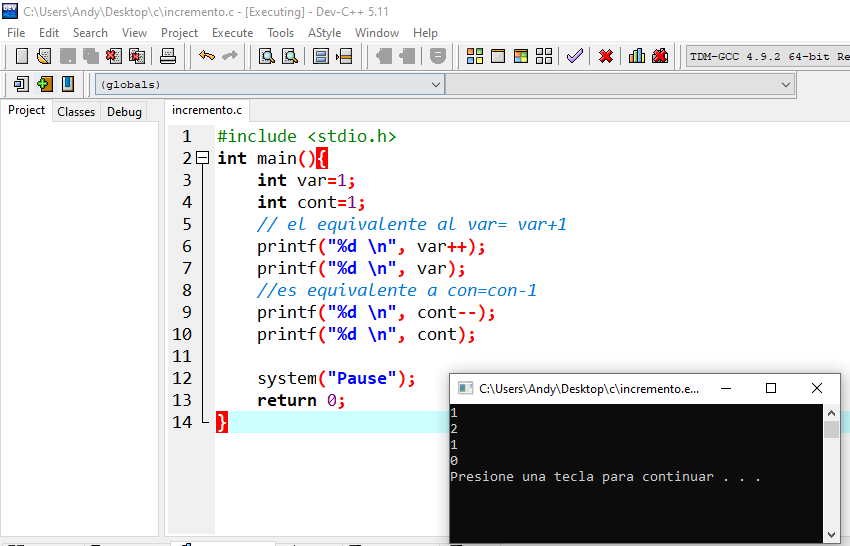 C:\Users\Andy\Desktop\c\incremento.c - [Executing] - Dev-C++ 5.11
File Edit Search View Project Execute Tools AStyle Window Help
TDM-GCC 4.9.2 64-bit Re
(globals)
Project Classes Debug
incremento.c
1 #include <stdio.h>
2 int main(){
3 int var=1;
4 int cont=1;
5 // el equivalente al var= var+1
6 printf("%d \n", var++);
7 printf("%d \n", var);
8 //es equivalente a con=con-1
9 printf("%d \n", cont--);
10 printf("%d \n", cont);
11
12 system("Pause");
13 return 0;
14 }
C:\Users\Andy\Desktop\c\incremento.e...
1
2
1
0
Presione una tecla para continuar . . .